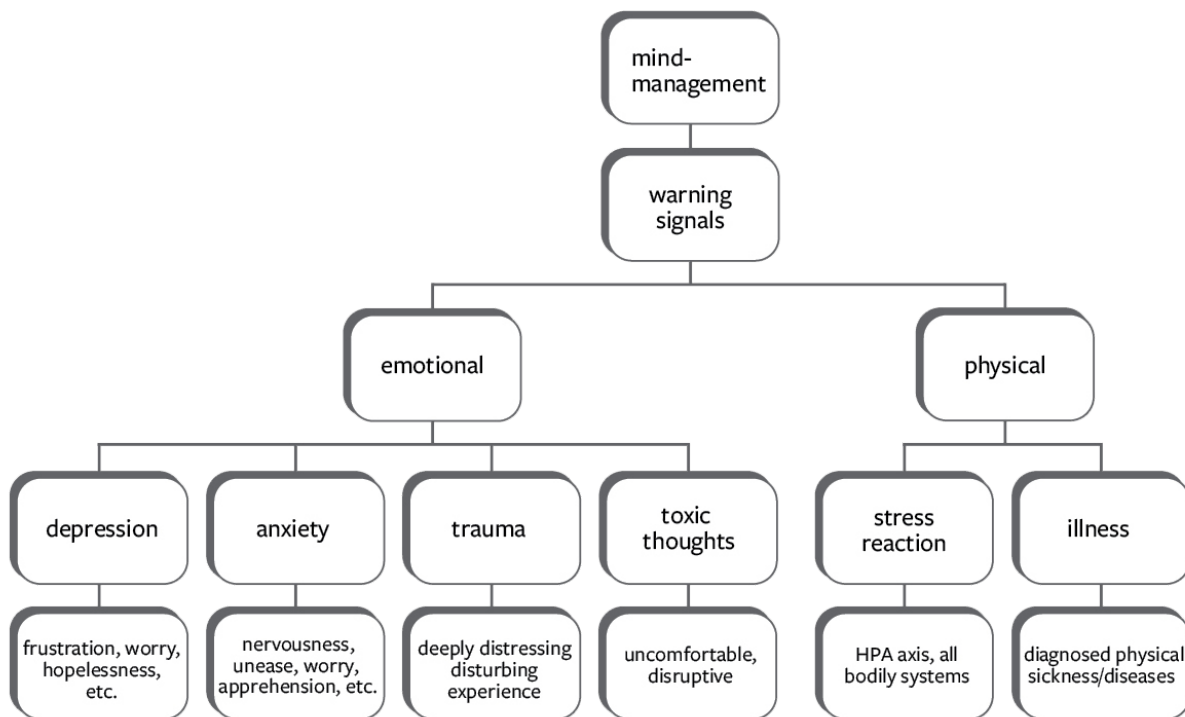 mind-
management
warning
signals
emotional
physical
depression
anxiety
trauma
toxic
thoughts
stress
reaction
illness
frustration, worry,
hopelessness,
etc.
nervousness,
unease, worry,
apprehension, etc.
deeply distressing
disturbing
experience
uncomfortable,
disruptive
HPA axis, all
bodily systems
diagnosed physical
sickness/diseases